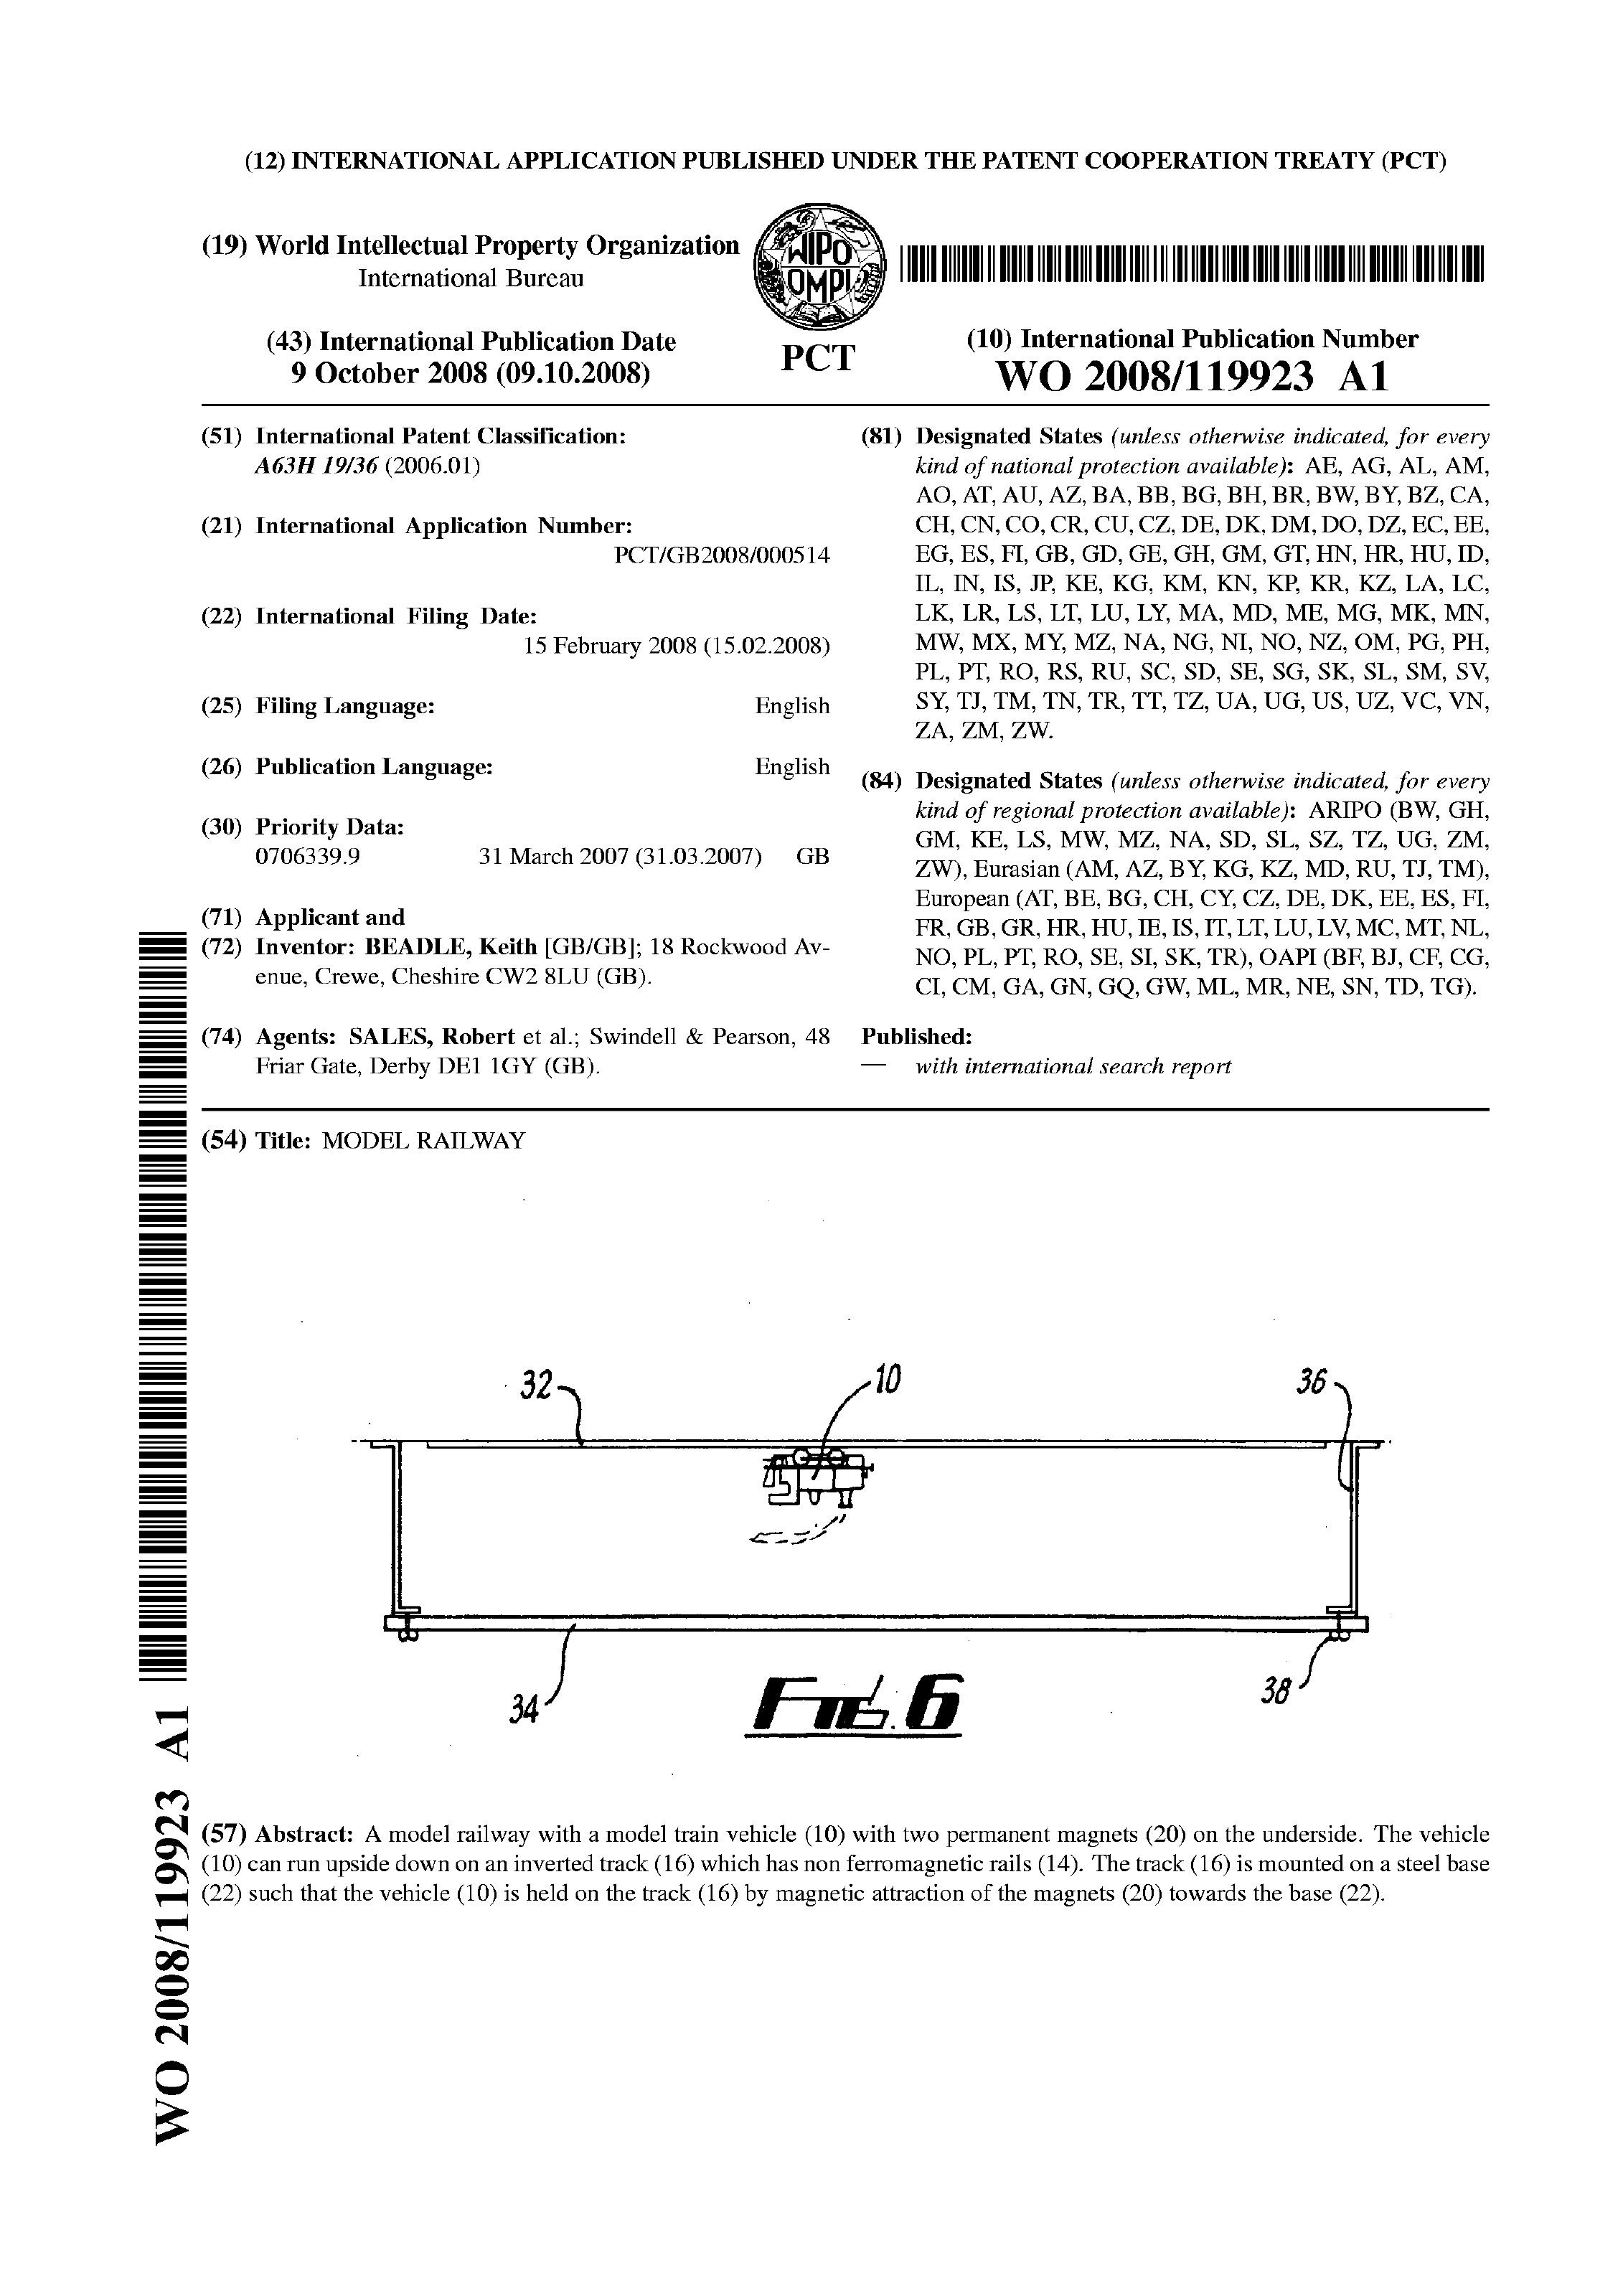 (12) INTERNATIONAL APPLICATION PUBLISHED UNDER THE PATENT COOPERATION TREATY (PCT)
(19) World Intellectual Property Organization
International Bureau
WIPO
OMPI
PCT
(43) International Publication Date
9 October 2008 (09.10.2008)
(10) International Publication Number
WO 2008/119923 A1
(51) International Patent Classification:
A63H 19/36 (2006.01)
(21) International Application Number:
PCT/GB2008/000514
(22) International Filing Date:
15 February 2008 (15.02.2008)
(25) Filing Language: English
(26) Publication Language: English
(30) Priority Data:
0706339.9 31 March 2007 (31.03.2007) GB
(71) Applicant and
(72) Inventor: BEADLE, Keith [GB/GB]; 18 Rockwood Av-
enue, Crewe, Cheshire CW2 8LU (GB).
(74) Agents: SALES, Robert et al.; Swindell & Pearson, 48
Friar Gate, Derby DE1 1GY (GB).
(81) Designated States (unless otherwise indicated, for every
kind of national protection available): AE, AG, AL, AM,
AO, AT, AU, AZ, BA, BB, BG, BH, BR, BW, BY, BZ, CA,
CH, CN, CO, CR, CU, CZ, DE, DK, DM, DO, DZ, EC, EE,
EG, ES, FI, GB, GD, GE, GH, GM, GT, HN, HR, HU, ID,
IL, IN, IS, JP, KE, KG, KM, KN, KP, KR, KZ, LA, LC,
LK, LR, LS, LT, LU, LY, MA, MD, ME, MG, MK, MN,
MW, MX, MY, MZ, NA, NG, NI, NO, NZ, OM, PG, PH,
PL, PT, RO, RS, RU, SC, SD, SE, SG, SK, SL, SM, SV,
SY, TJ, TM, TN, TR, TT, TZ, UA, UG, US, UZ, VC, VN,
ZA, ZM, ZW.
(84) Designated States (unless otherwise indicated, for every
kind of regional protection available): ARIPO (BW, GH,
GM, KE, LS, MW, MZ, NA, SD, SL, SZ, TZ, UG, ZM,
ZW), Eurasian (AM, AZ, BY, KG, KZ, MD, RU, TJ, TM),
European (AT, BE, BG, CH, CY, CZ, DE, DK, EE, ES, FI,
FR, GB, GR, HR, HU, IE, IS, IT, LT, LU, LV, MC, MT, NL,
NO, PL, PT, RO, SE, SI, SK, TR), OAPI (BF, BJ, CF, CG,
CI, CM, GA, GN, GQ, GW, ML, MR, NE, SN, TD, TG).
Published:
— with international search report
(54) Title: MODEL RAILWAY
32
10
36
34
38
FIG. 6
(57) Abstract: A model railway with a model train vehicle (10) with two permanent magnets (20) on the underside. The vehicle
(10) can run upside down on an inverted track (16) which has non ferromagnetic rails (14). The track (16) is mounted on a steel base
(22) such that the vehicle (10) is held on the track (16) by magnetic attraction of the magnets (20) towards the base (22).
WO 2008/119923 A1